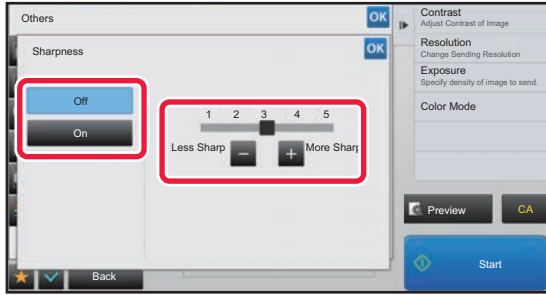 Others
OK
Sharpness
OK
Off
On
1 2 3 4 5
Less Sharp
More Sharp
Back
Contrast
Adjust Contrast of Image
Resolution
Change Sending Resolution
Exposure
Specify density of image to send.
Color Mode
Preview
CA
Start